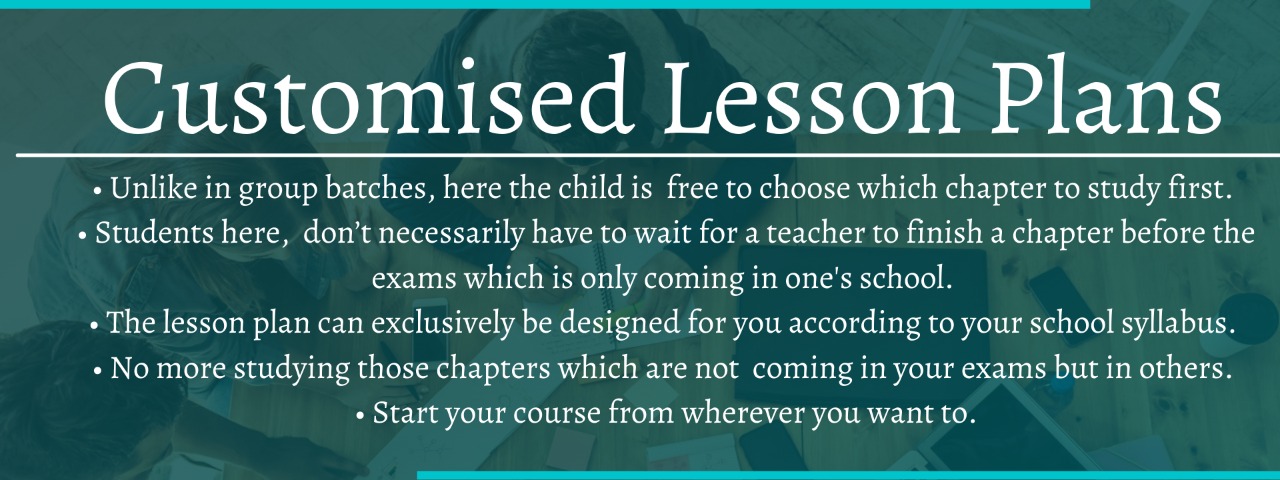 Customised Lesson Plans
• Unlike in group batches, here the child is  free to choose which chapter to study first.
• Students here,  don’t necessarily have to wait for a teacher to finish a chapter before the
exams which is only coming in one's school.
• The lesson plan can exclusively be designed for you according to your school syllabus.
• No more studying those chapters which are not  coming in your exams but in others.
• Start your course from wherever you want to.